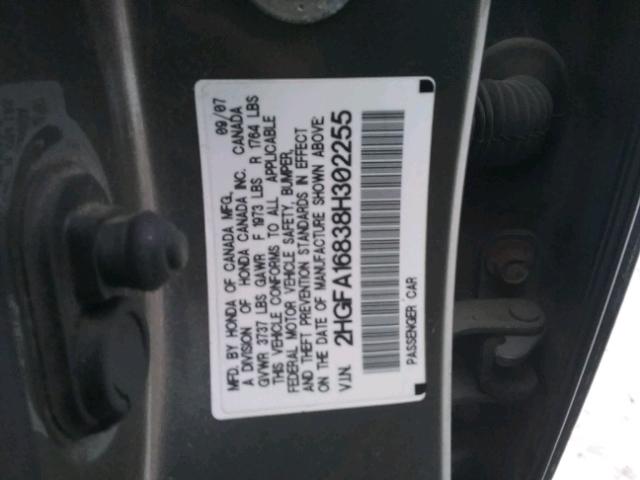 MFD. BY HONDA OF CANADA MFG., 09/07
A DIVISION OF HONDA CANADA INC. CANADA
GVWR 3737 LBS GAWR F 1973 LBS R 1764 LBS
THIS VEHICLE CONFORMS TO ALL APPLICABLE
FEDERAL MOTOR VEHICLE SAFETY, BUMPER,
AND THEFT PREVENTION STANDARDS IN EFFECT
ON THE DATE OF MANUFACTURE SHOWN ABOVE:
V.I.N. 2HGFA16838H302255
PASSENGER CAR